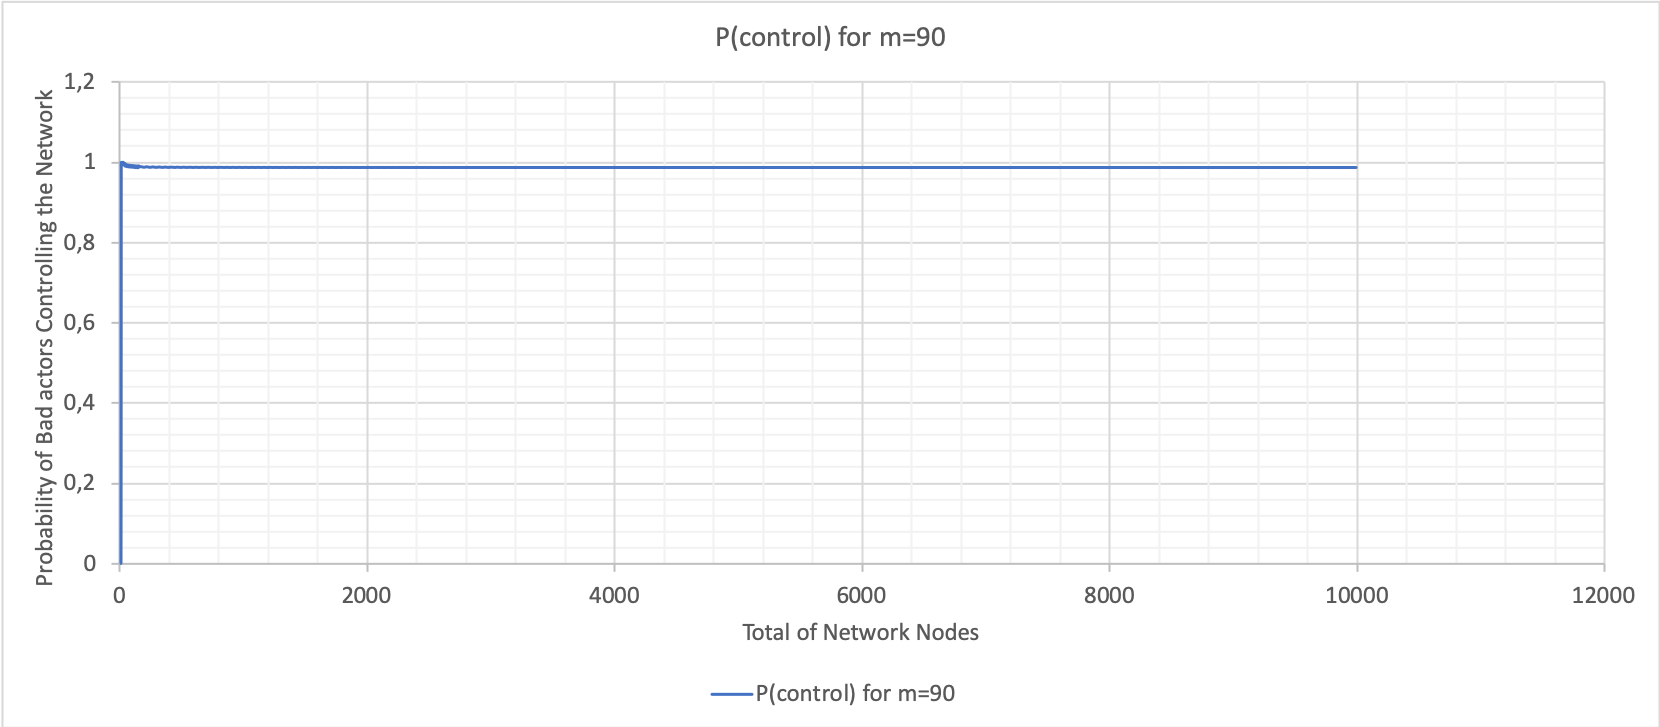 P(control) for m=90
Probability of Bad actors Controlling the Network
1,2
1
0,8
0,6
0,4
0,2
0
0 2000 4000 6000 8000 10000 12000
Total of Network Nodes
P(control) for m=90